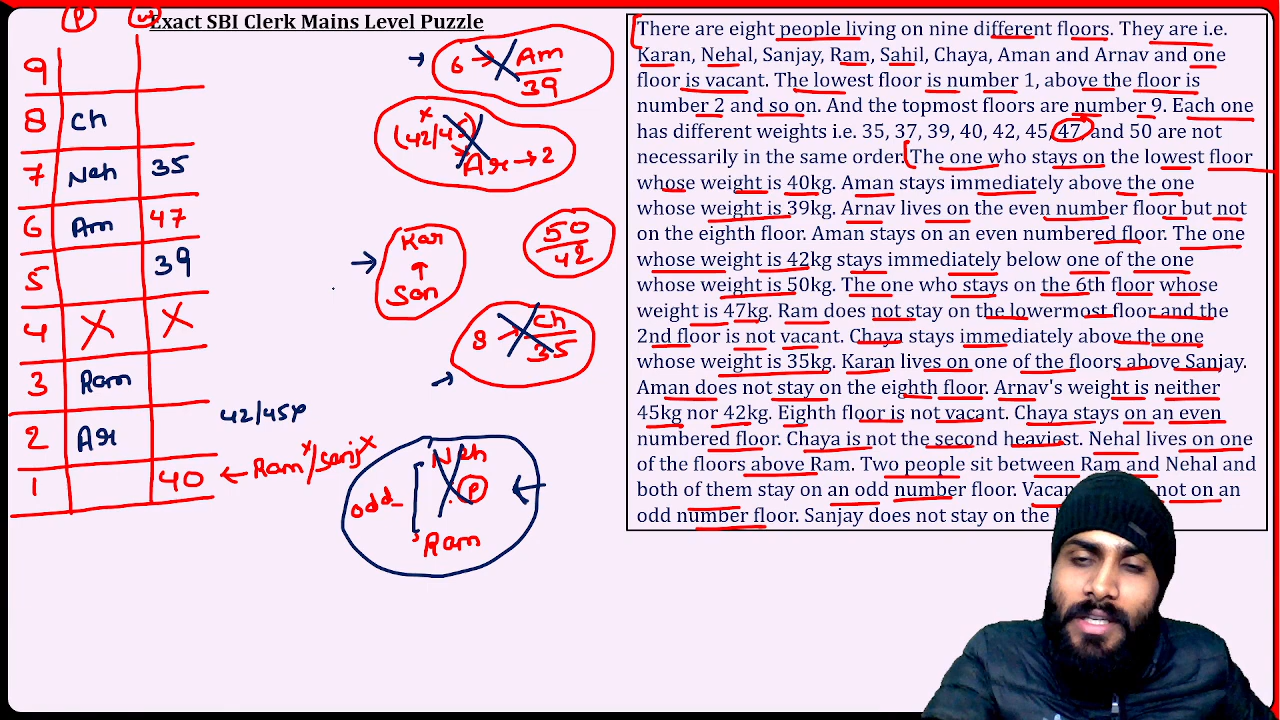 Exact SBI Clerk Mains Level Puzzle
P
wt
9
8 Ch
7 Neh 35
6 Am 47
5 39
4 X X
3 Ram
2 Ar 42/45x
1 40 ← Ram x/Sanj x
→ 6 → Am
39
x
(42/45)
→ Ar → 2
→ Kar
↑
San
50
42
8 → Ch
35
Neh
odd P
Ram
There are eight people living on nine different floors. They are i.e.
Karan, Nehal, Sanjay, Ram, Sahil, Chaya, Aman and Arnav and one
floor is vacant. The lowest floor is number 1, above the floor is
number 2 and so on. And the topmost floors are number 9. Each one
has different weights i.e. 35, 37, 39, 40, 42, 45, 47 and 50 are not
necessarily in the same order. The one who stays on the lowest floor
whose weight is 40kg. Aman stays immediately above the one
whose weight is 39kg. Arnav lives on the even number floor but not
on the eighth floor. Aman stays on an even numbered floor. The one
whose weight is 42kg stays immediately below one of the one
whose weight is 50kg. The one who stays on the 6th floor whose
weight is 47kg. Ram does not stay on the lowermost floor and the
2nd floor is not vacant. Chaya stays immediately above the one
whose weight is 35kg. Karan lives on one of the floors above Sanjay.
Aman does not stay on the eighth floor. Arnav's weight is neither
45kg nor 42kg. Eighth floor is not vacant. Chaya stays on an even
numbered floor. Chaya is not the second heaviest. Nehal lives on one
of the floors above Ram. Two people sit between Ram and Nehal and
both of them stay on an odd number floor. not on an
odd number floor. Sanjay does not stay on the